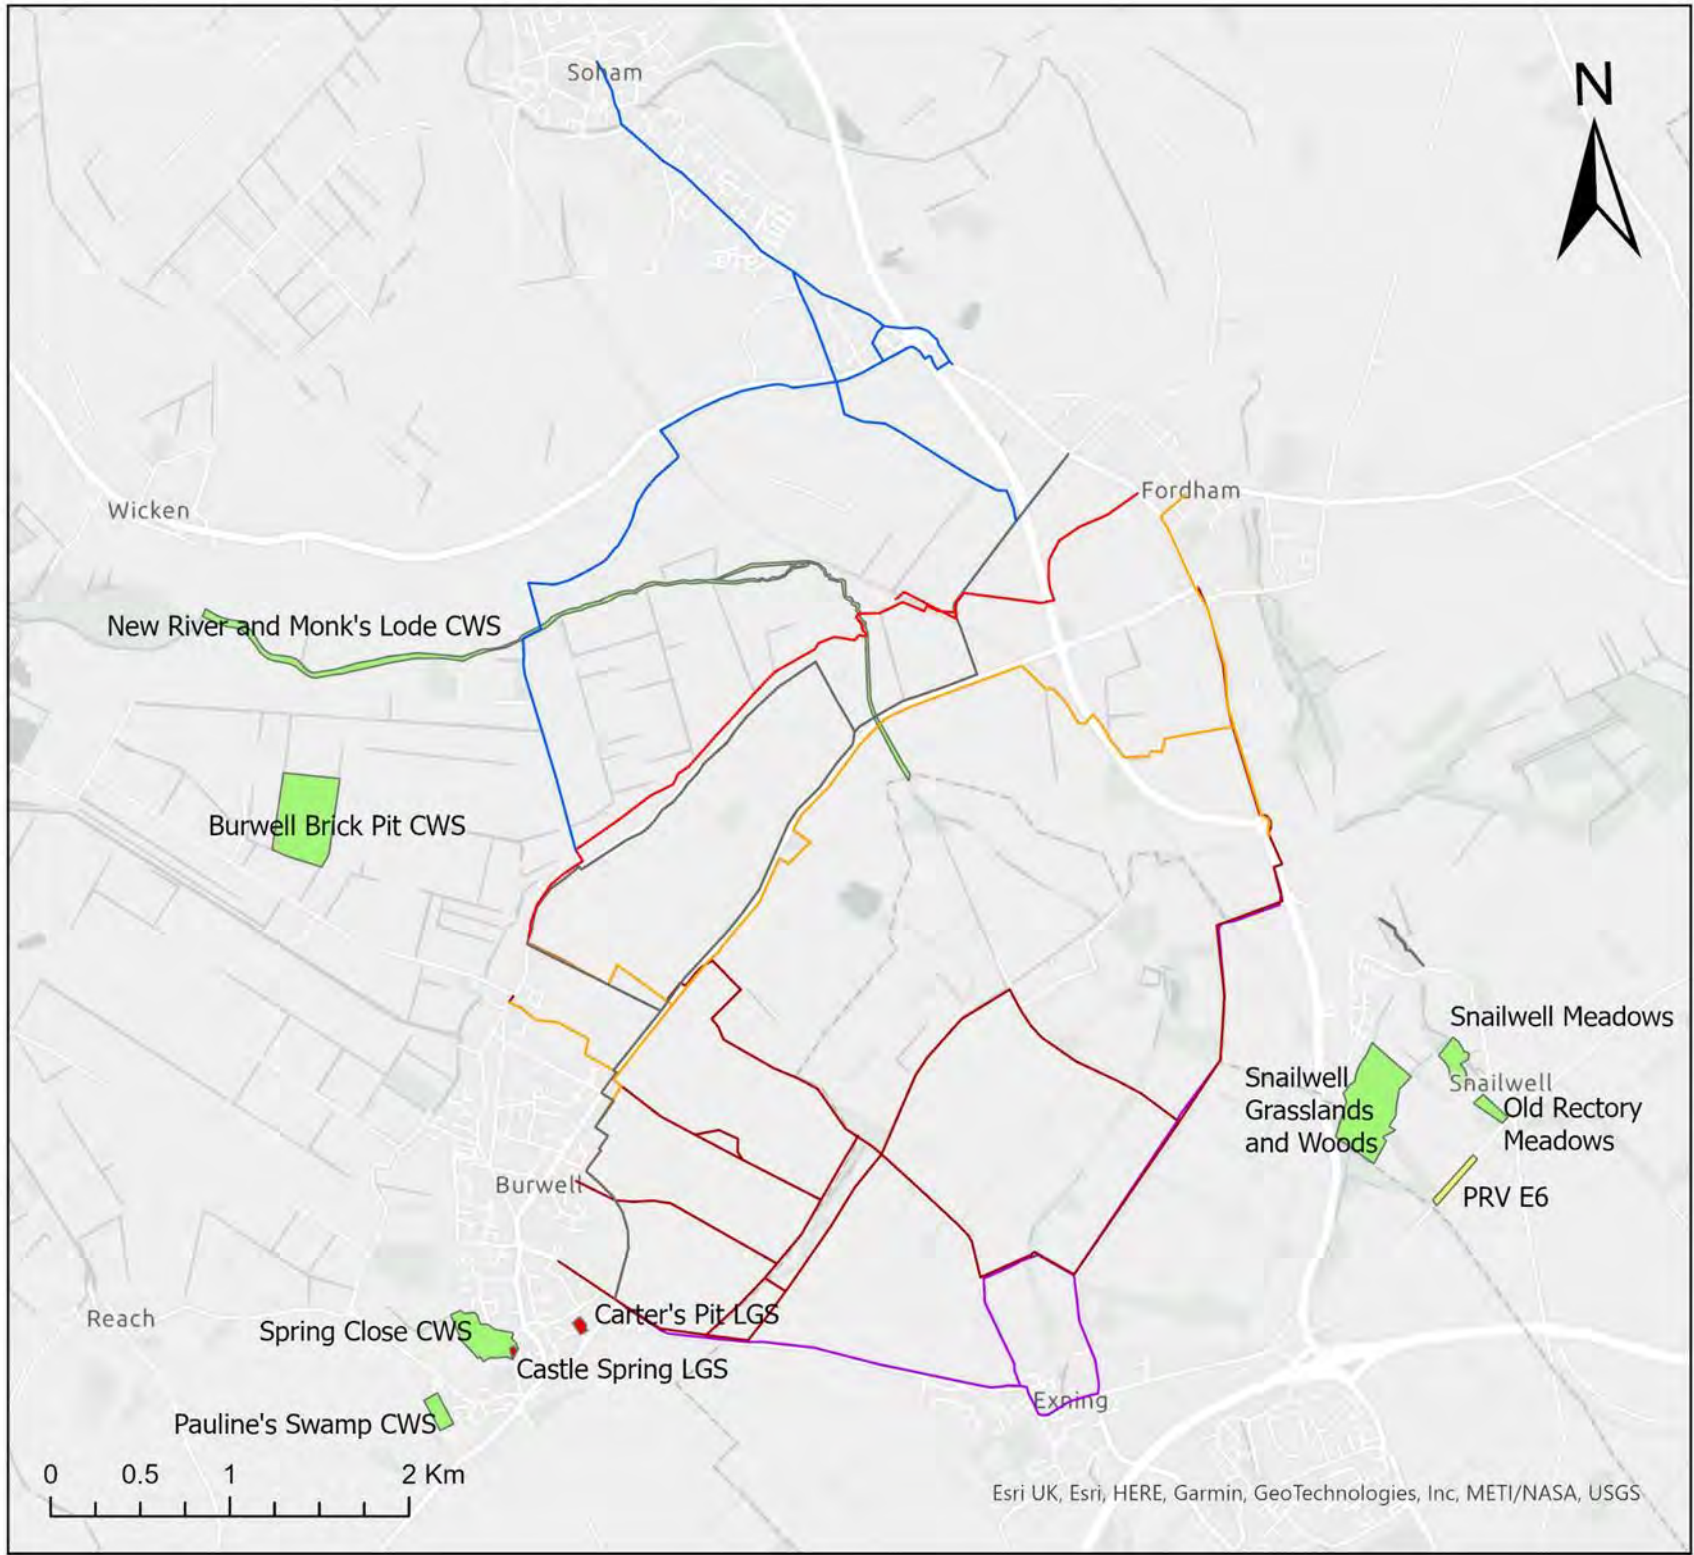 Soham
N
Fordham
Wicken
New River and Monk's Lode CWS
Burwell Brick Pit CWS
Snailwell Meadows
Snailwell
Snailwell
Grasslands
and Woods
Old Rectory
Meadows
PRV E6
Burwell
Reach
Carter's Pit LGS
Spring Close CWS
Castle Spring LGS
Exning
Pauline's Swamp CWS
0 0.5 1 2 Km
Esri UK, Esri, HERE, Garmin, GeoTechnologies, Inc, METI/NASA, USGS